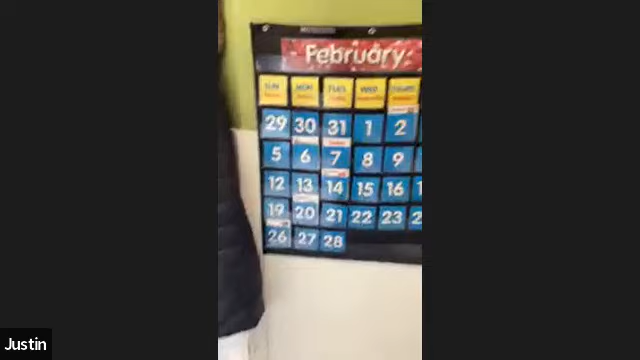 February
SUN MON TUES WED THURS
29 30 31 1 2
5 6 7 8 9
12 13 14 15 16
19 20 21 22 23
26 27 28
Justin